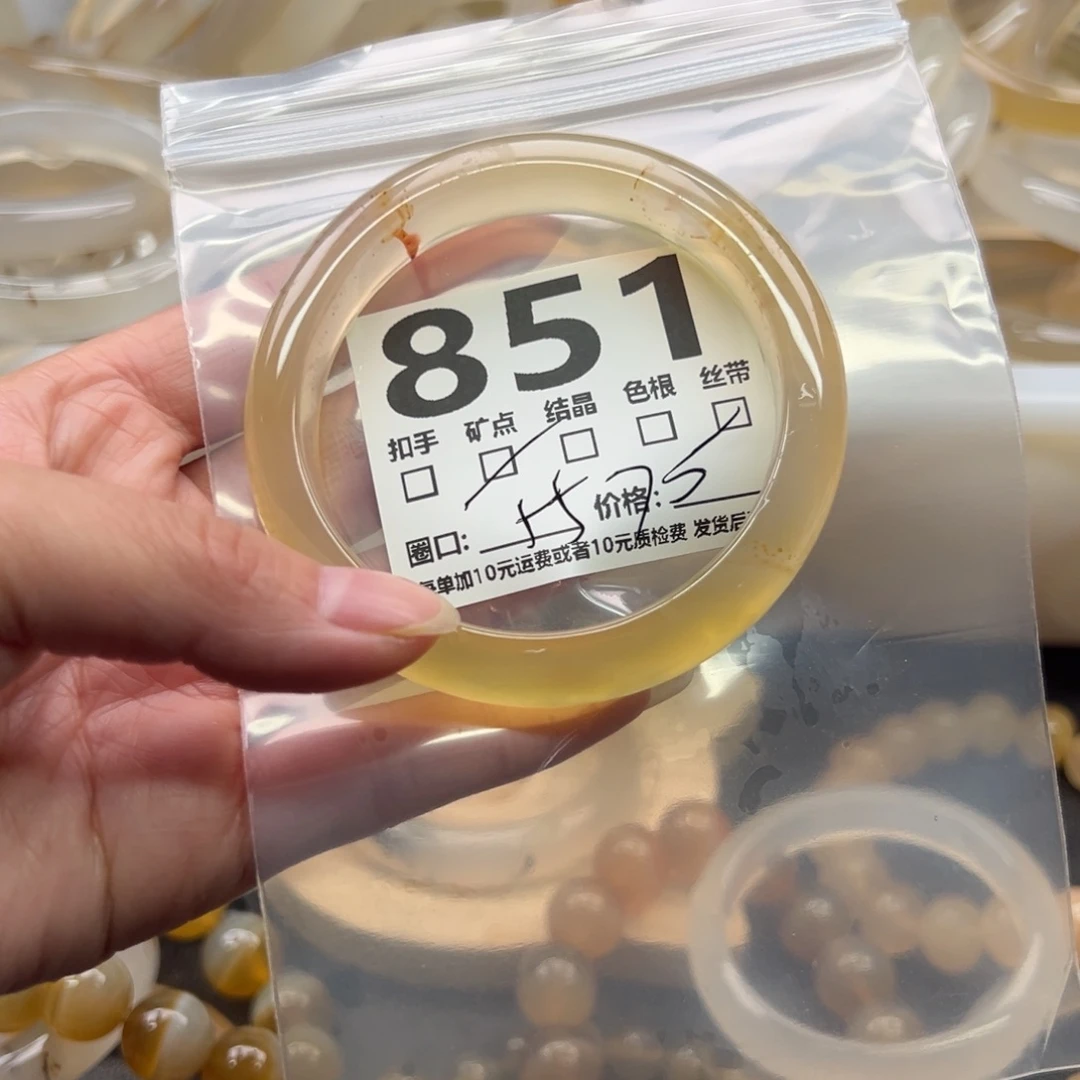 851
扣手 矿点 结晶 色根 丝带
圈口: 价格:
单加10元运费或者10元质检费 发货后